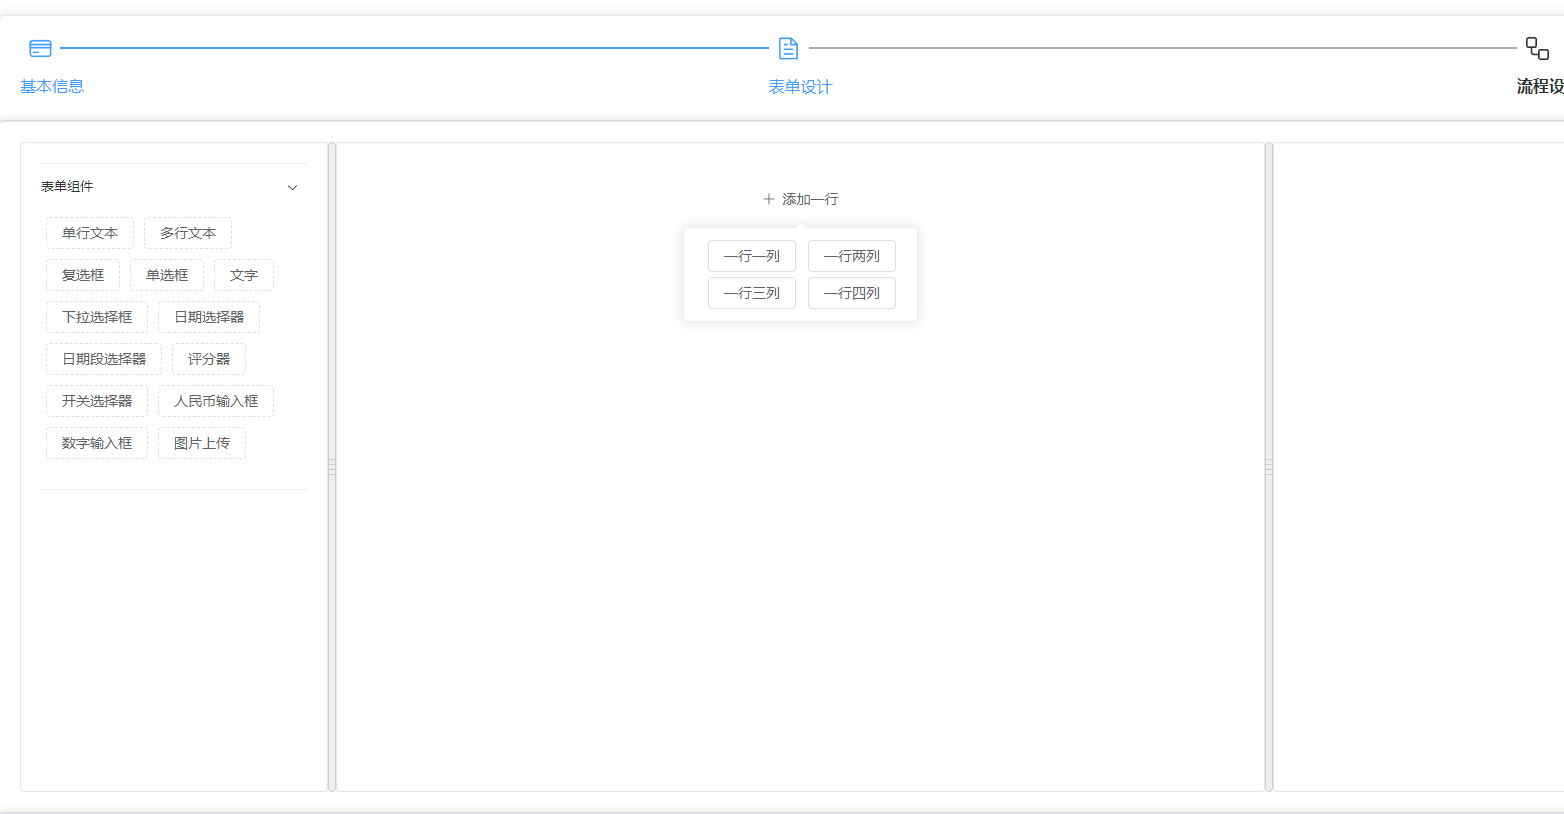 基本信息
表单设计
流程设
表单组件
单行文本 多行文本
复选框 单选框 文字
下拉选择框 日期选择器
日期段选择器 评分器
开关选择器 人民币输入框
数字输入框 图片上传
添加一行
一行一列 一行两列
一行三列 一行四列